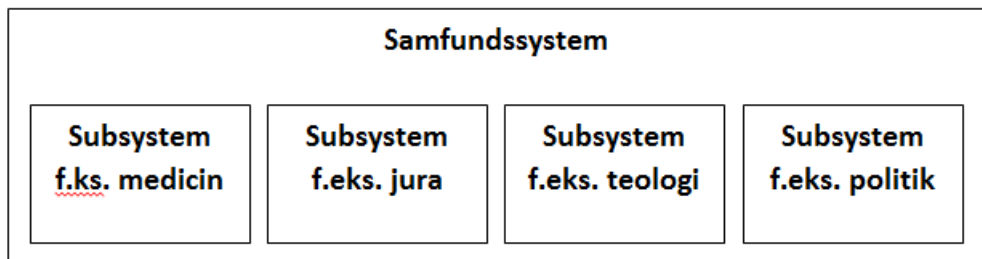 Samfundssystem
Subsystem
f.ks. medicin
Subsystem
f.eks. jura
Subsystem
f.eks. teologi
Subsystem
f.eks. politik